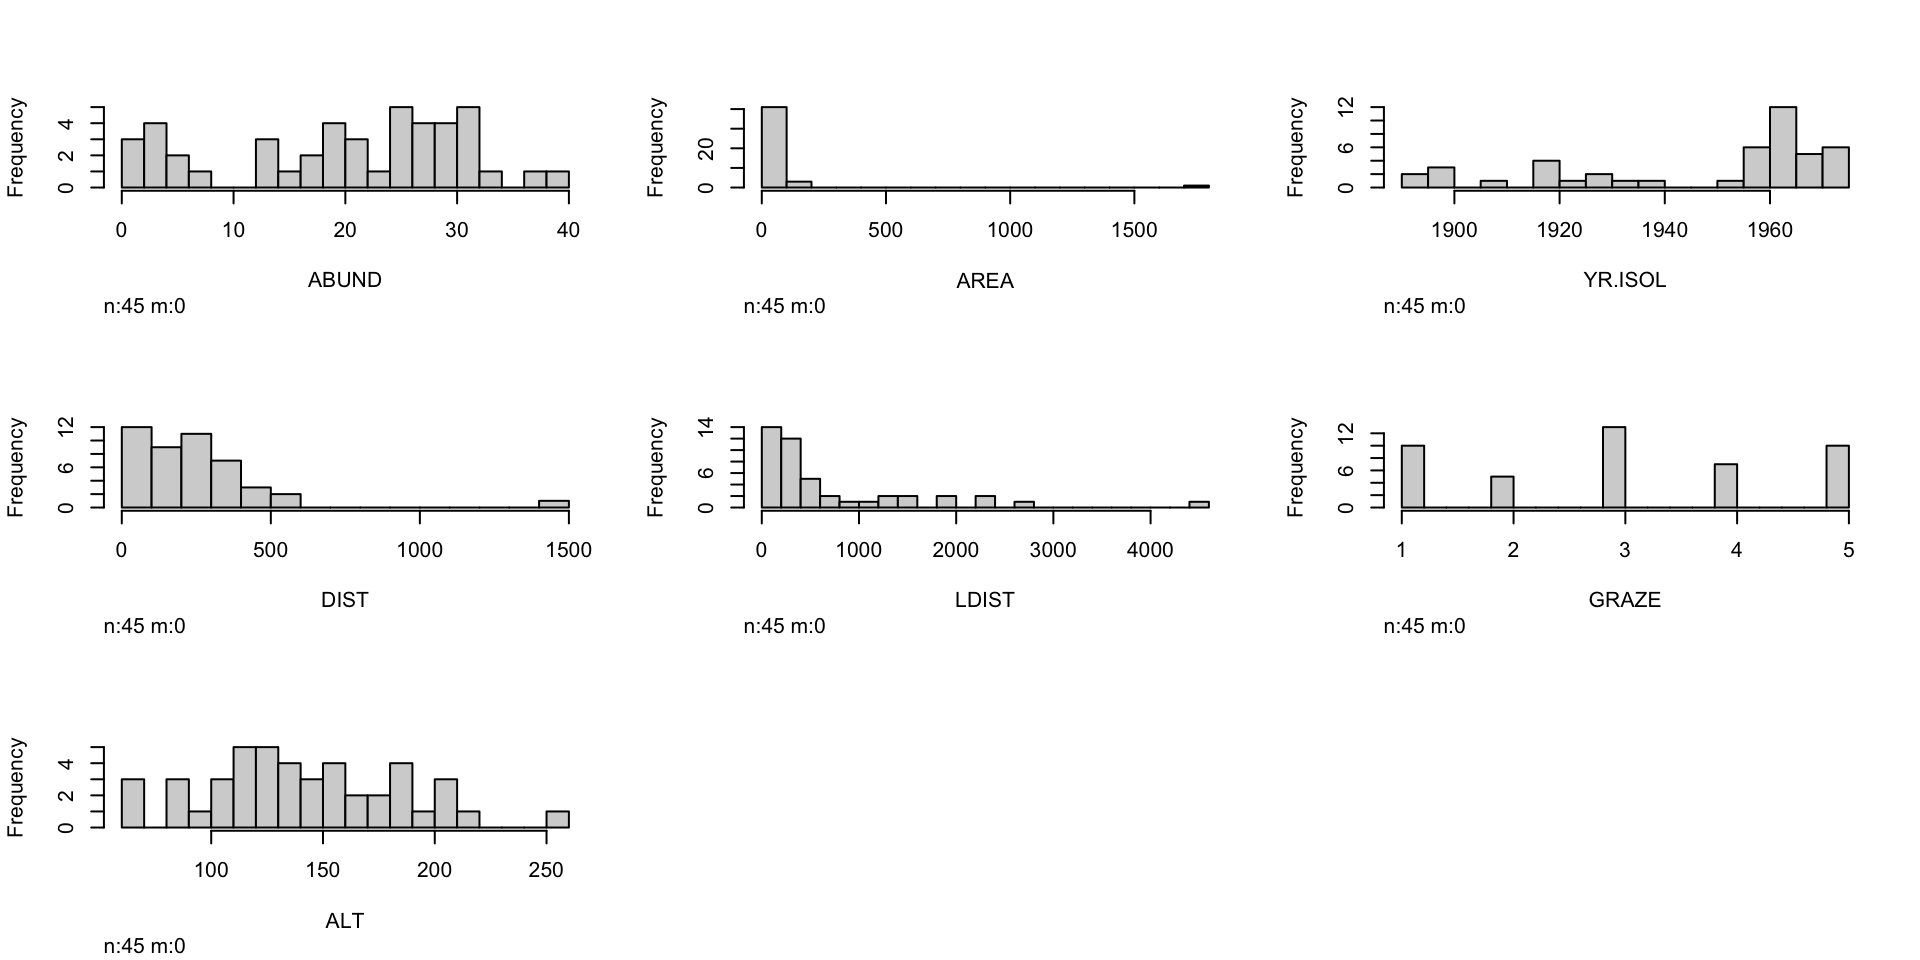 Frequency
0 2 4
0 10 20 30 40
ABUND
n:45 m:0
Frequency
0 20
0 500 1000 1500
AREA
n:45 m:0
Frequency
0 6 12
1900 1920 1940 1960
YR.ISOL
n:45 m:0
Frequency
0 6 12
0 500 1000 1500
DIST
n:45 m:0
Frequency
0 6 14
0 1000 2000 3000 4000
LDIST
n:45 m:0
Frequency
0 6 12
1 2 3 4 5
GRAZE
n:45 m:0
Frequency
0 2 4
100 150 200 250
ALT
n:45 m:0